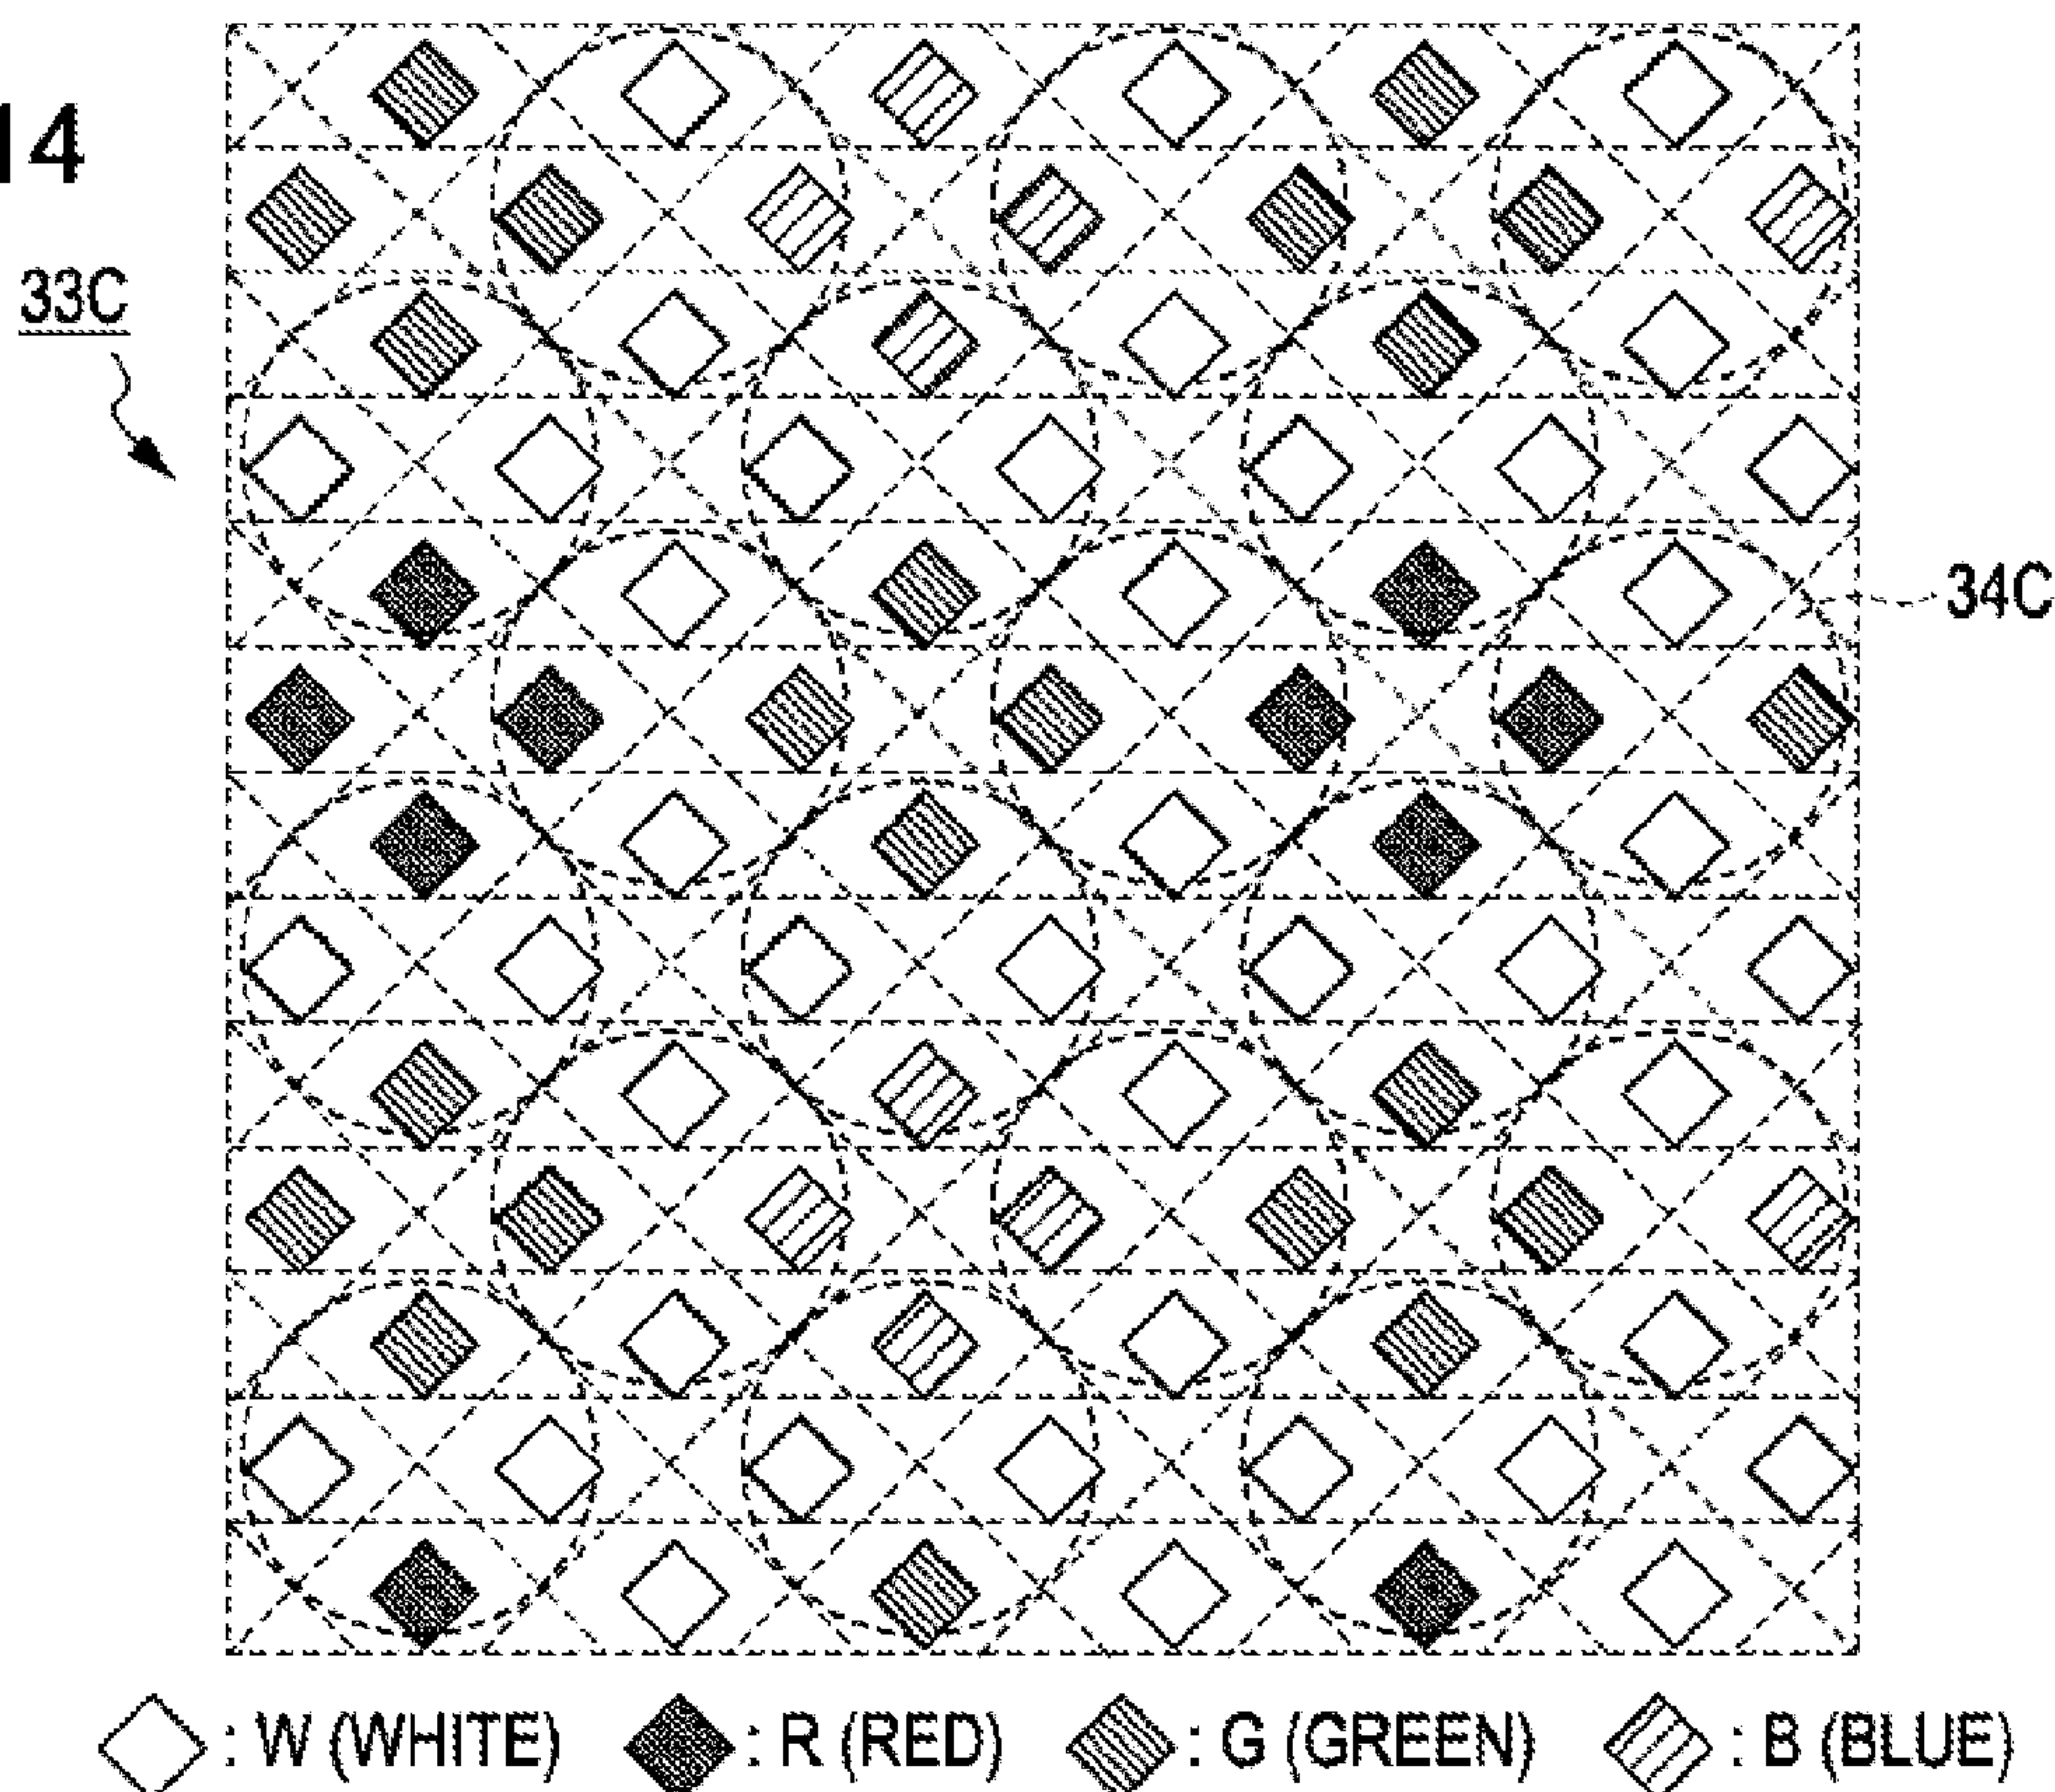 14
33C
34C
: W (WHITE) : R (RED) : G (GREEN) : B (BLUE)